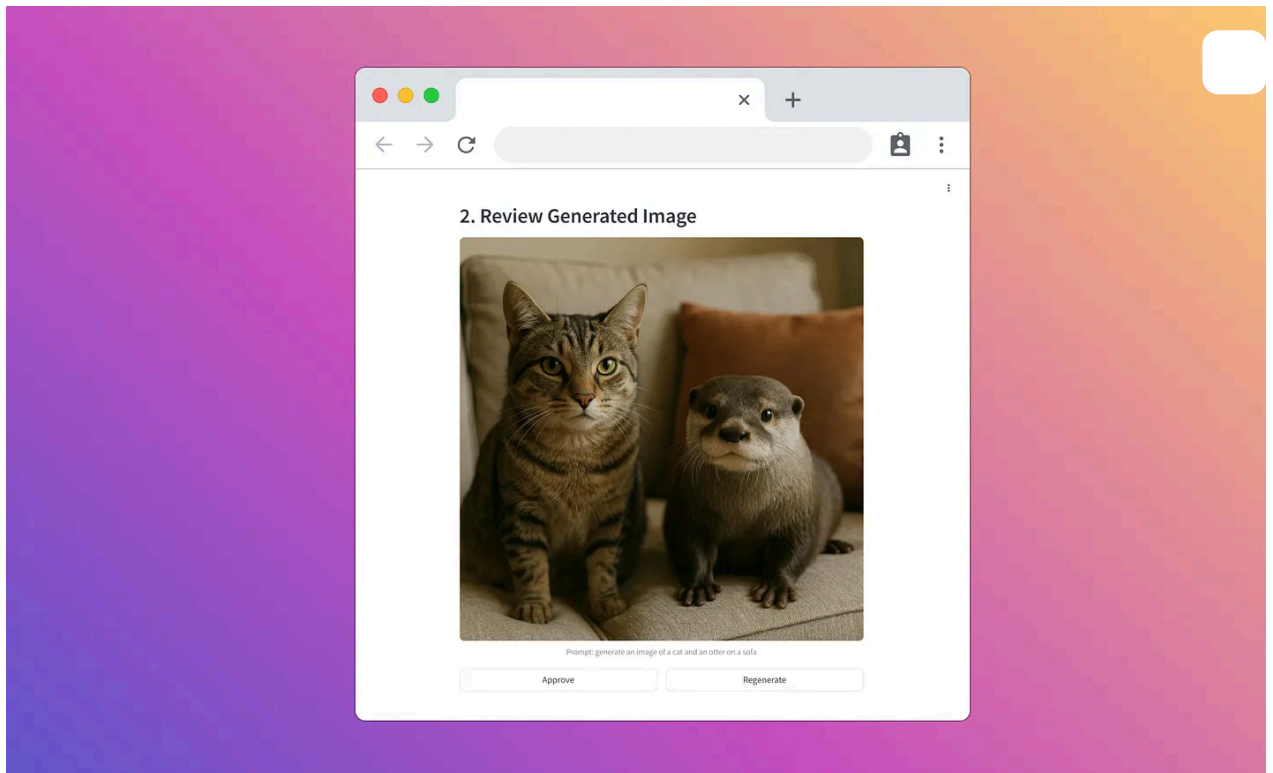 2. Review Generated Image
Prompt: generate an image of a cat and an otter on a sofa
Approve
Regenerate